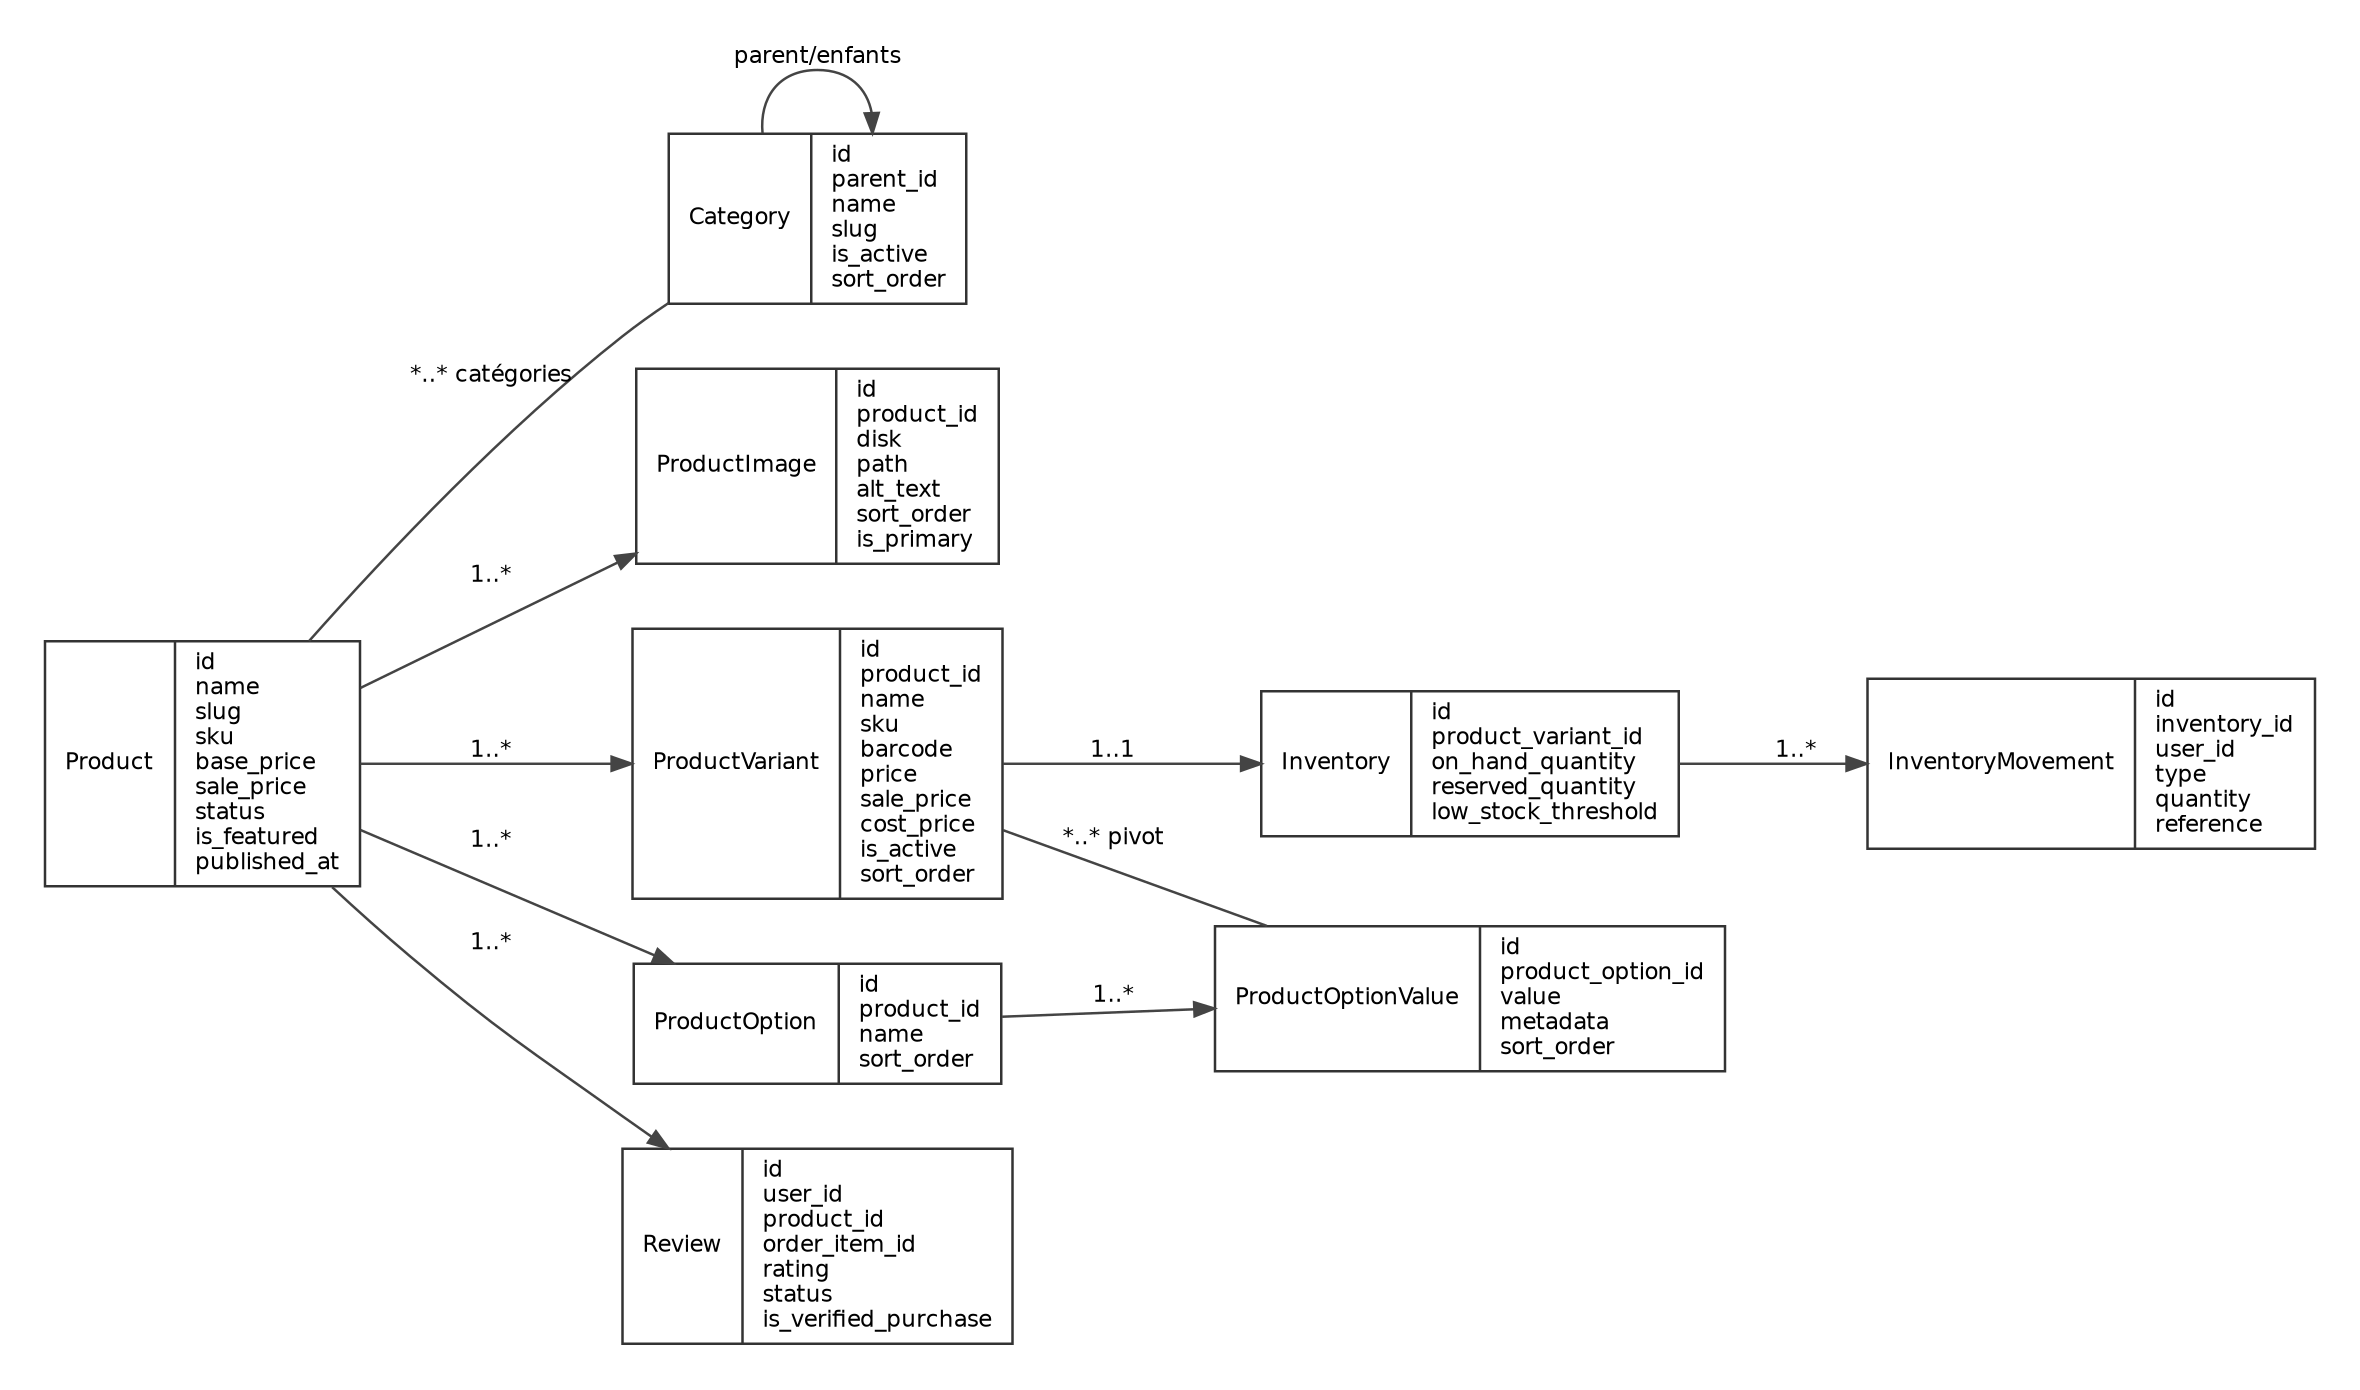 parent/enfants
Category
id
parent_id
name
slug
is_active
sort_order
*..* catégories
ProductImage
id
product_id
disk
path
alt_text
sort_order
is_primary
1..*
Product
id
name
slug
sku
base_price
sale_price
status
is_featured
published_at
1..*
ProductVariant
id
product_id
name
sku
barcode
price
sale_price
cost_price
is_active
sort_order
1..1
Inventory
id
product_variant_id
on_hand_quantity
reserved_quantity
low_stock_threshold
1..*
InventoryMovement
id
inventory_id
user_id
type
quantity
reference
*..* pivot
1..*
1..*
ProductOption
id
product_id
name
sort_order
1..*
ProductOptionValue
id
product_option_id
value
metadata
sort_order
Review
id
user_id
product_id
order_item_id
rating
status
is_verified_purchase